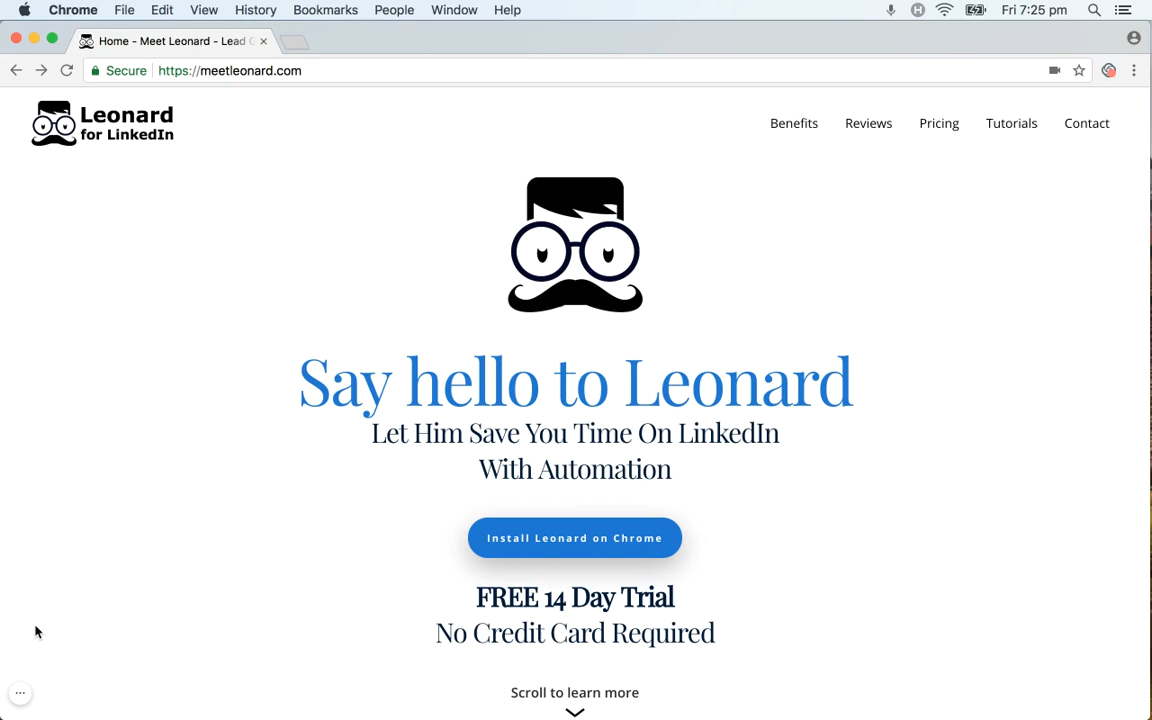 Chrome File Edit View History Bookmarks People Window Help
H
Fri 7:25 pm
Home - Meet Leonard - Lead
Secure https://meetleonard.com
Leonard
for LinkedIn
Benefits Reviews Pricing Tutorials Contact
Say hello to Leonard
Let Him Save You Time On LinkedIn
With Automation
Install Leonard on Chrome
FREE 14 Day Trial
No Credit Card Required
Scroll to learn more